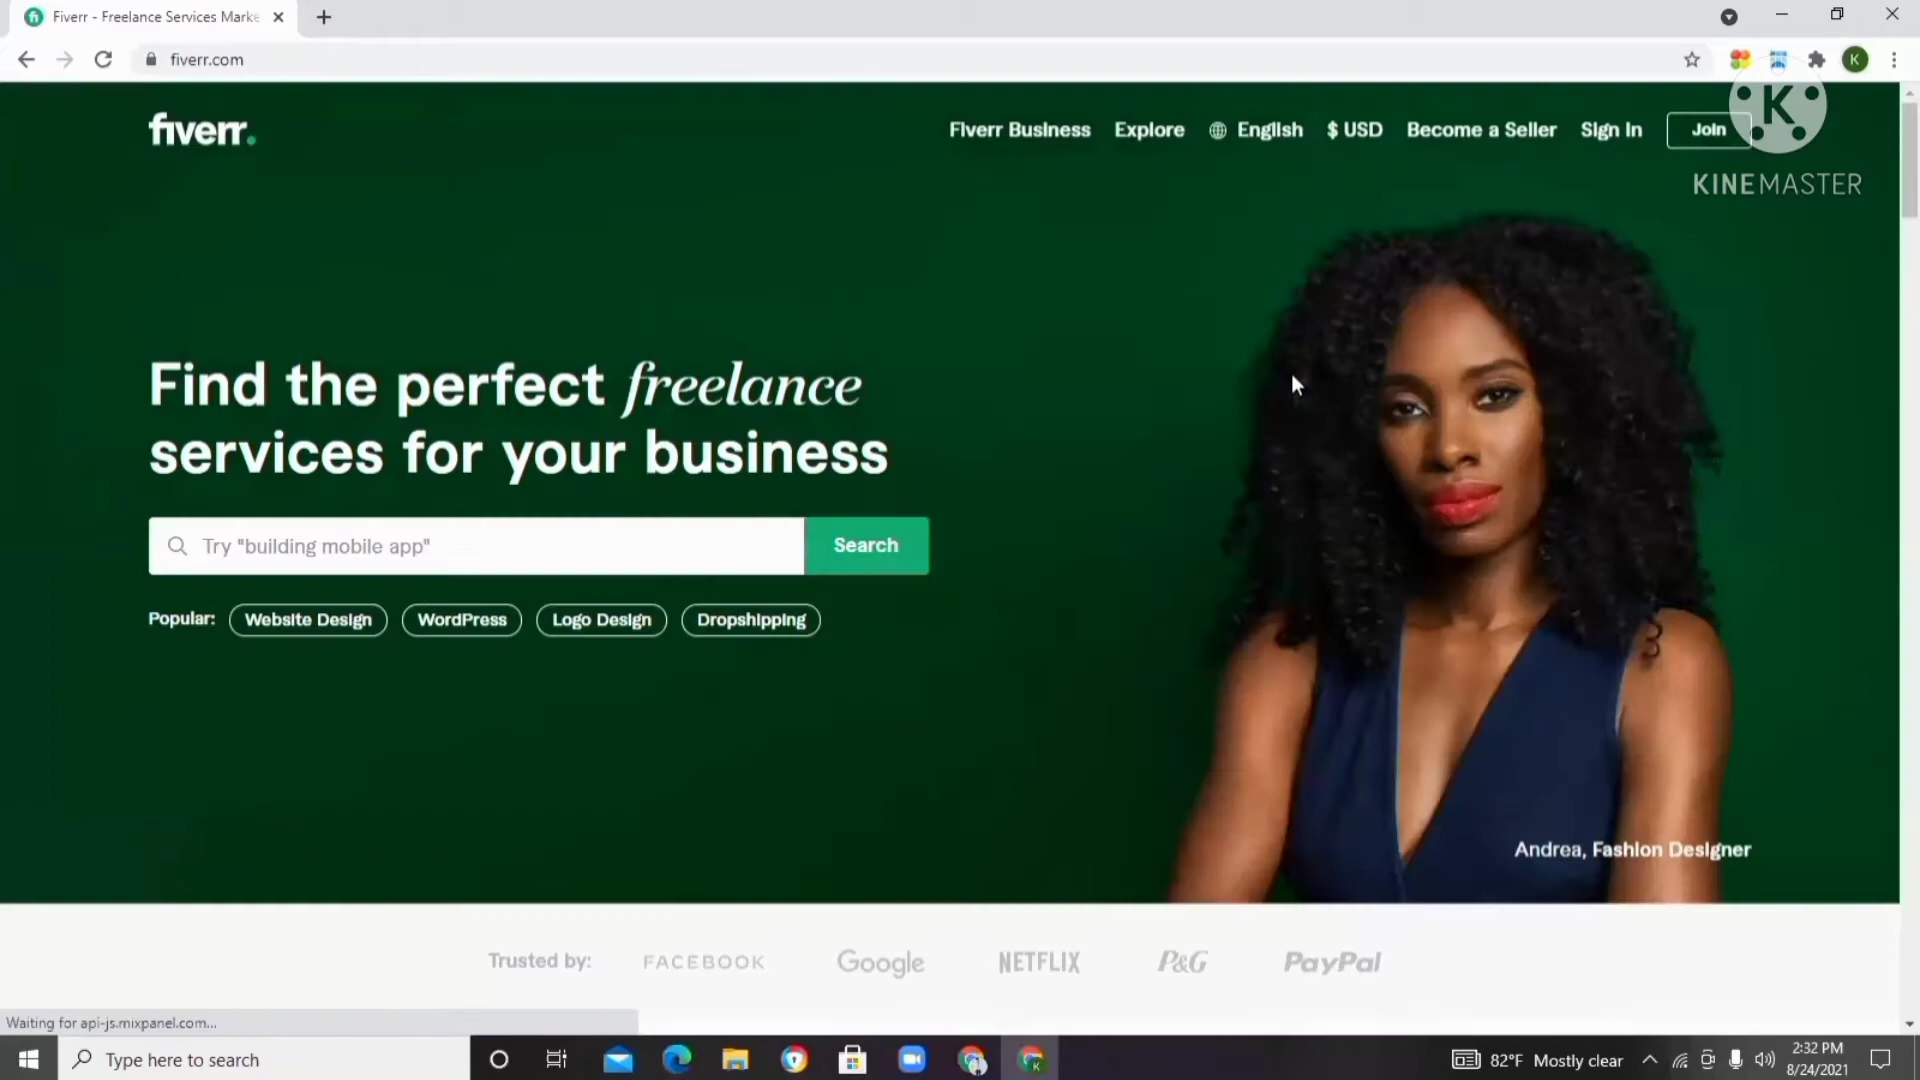 Fiverr - Freelance Services Marke
fiverr.com
fiverr.
Fiverr Business
Explore
English
$ USD
Become a Seller
Sign In
Join
K
KINEMASTER
Find the perfect freelance
services for your business
Try "building mobile app"
Search
Popular:
Website Design
WordPress
Logo Design
Dropshipping
Andrea, Fashion Designer
Trusted by:
FACEBOOK
Google
NETFLIX
P&G
PayPal
Waiting for api-js.mixpanel.com...
Type here to search
82°F Mostly clear
2:32 PM
8/24/2021